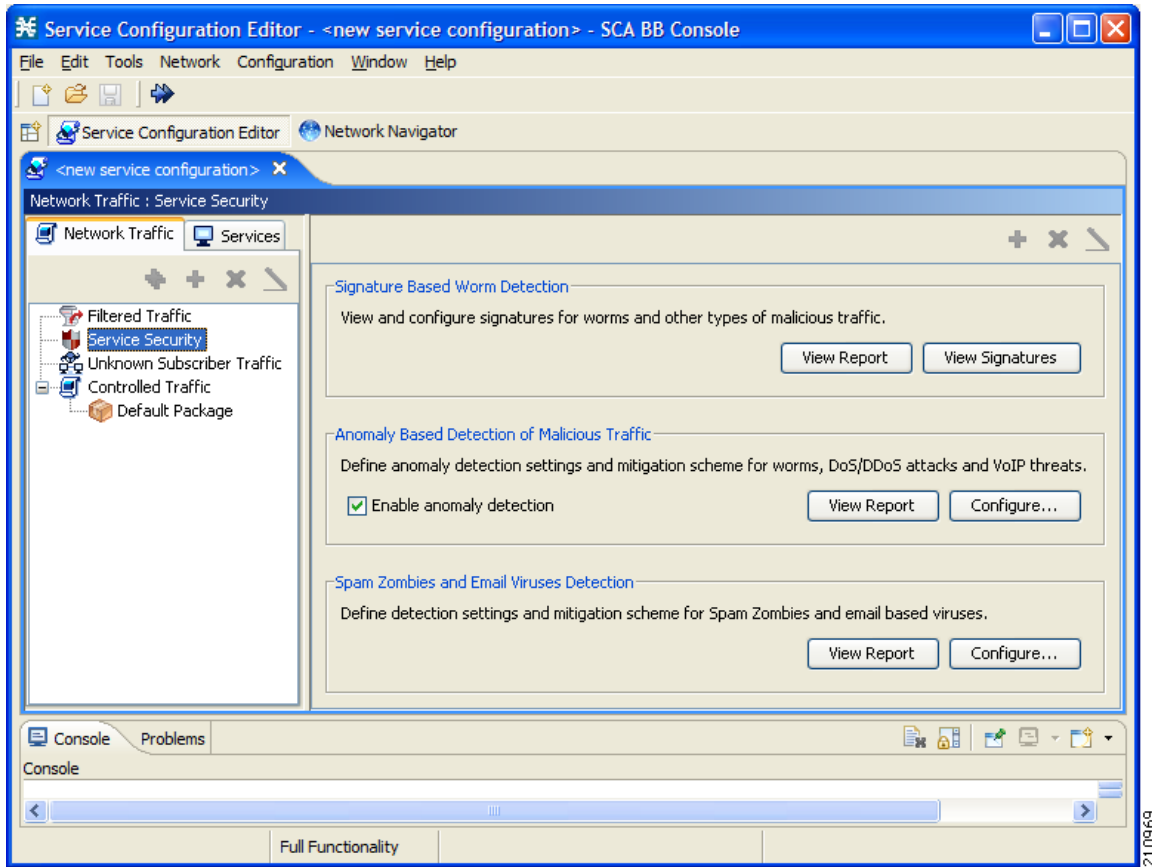 Service Configuration Editor - <new service configuration> - SCA BB Console
File Edit Tools Network Configuration Window Help
Service Configuration Editor Network Navigator
<new service configuration>
Network Traffic : Service Security
Network Traffic Services
Filtered Traffic
Service Security
Unknown Subscriber Traffic
Controlled Traffic
Default Package
Signature Based Worm Detection
View and configure signatures for worms and other types of malicious traffic.
View Report View Signatures
Anomaly Based Detection of Malicious Traffic
Define anomaly detection settings and mitigation scheme for worms, DoS/DDoS attacks and VoIP threats.
Enable anomaly detection View Report Configure...
Spam Zombies and Email Viruses Detection
Define detection settings and mitigation scheme for Spam Zombies and email based viruses.
View Report Configure...
Console Problems
Console
Full Functionality
210969